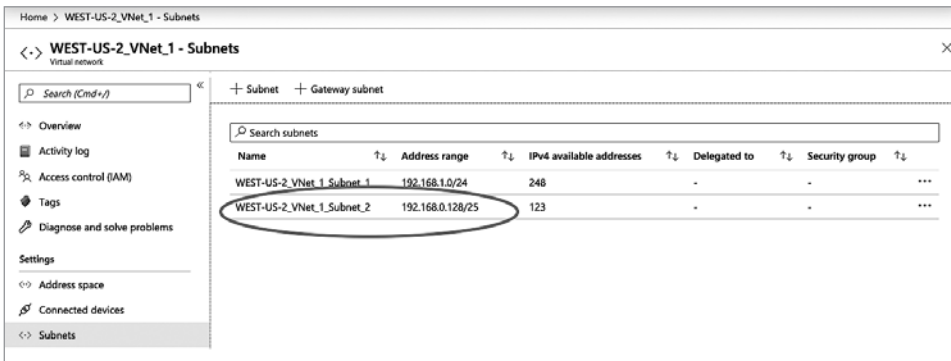 Home > WEST-US-2_VNet_1 - Subnets
WEST-US-2_VNet_1 - Subnets
Virtual network
Search (Cmd+/)
Overview
Activity log
Access control (IAM)
Tags
Diagnose and solve problems
Settings
Address space
Connected devices
Subnets
+ Subnet + Gateway subnet
Search subnets
Name Address range IPv4 available addresses Delegated to Security group
WEST-US-2_VNet_1_Subnet_1 192.168.1.0/24 248 - - ...
WEST-US-2_VNet_1_Subnet_2 192.168.0.128/25 123 - - ...